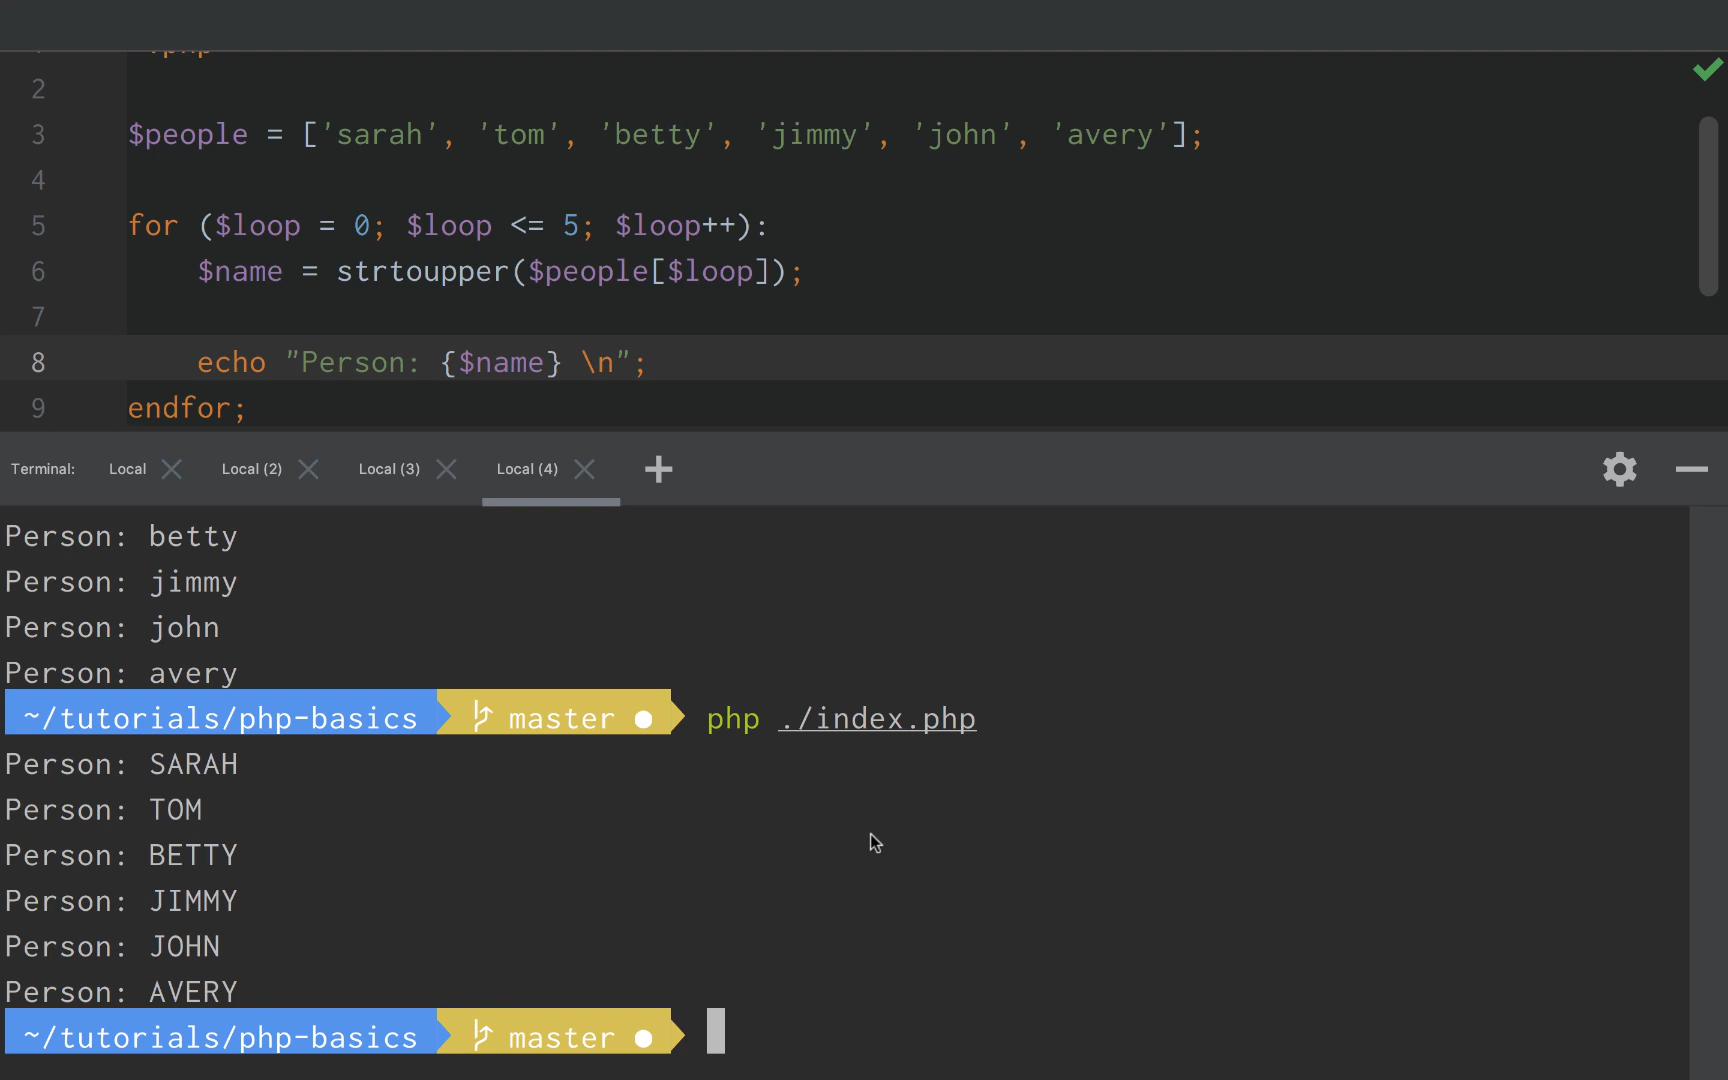 2
3 $people = ['sarah', 'tom', 'betty', 'jimmy', 'john', 'avery'];
4
5 for ($loop = 0; $loop <= 5; $loop++):
6 $name = strtoupper($people[$loop]);
7
8 echo "Person: {$name} \n";
9 endfor;
Terminal: Local Local (2) Local (3) Local (4)
Person: betty
Person: jimmy
Person: john
Person: avery
~/tutorials/php-basics master ● php ./index.php
Person: SARAH
Person: TOM
Person: BETTY
Person: JIMMY
Person: JOHN
Person: AVERY
~/tutorials/php-basics master ●